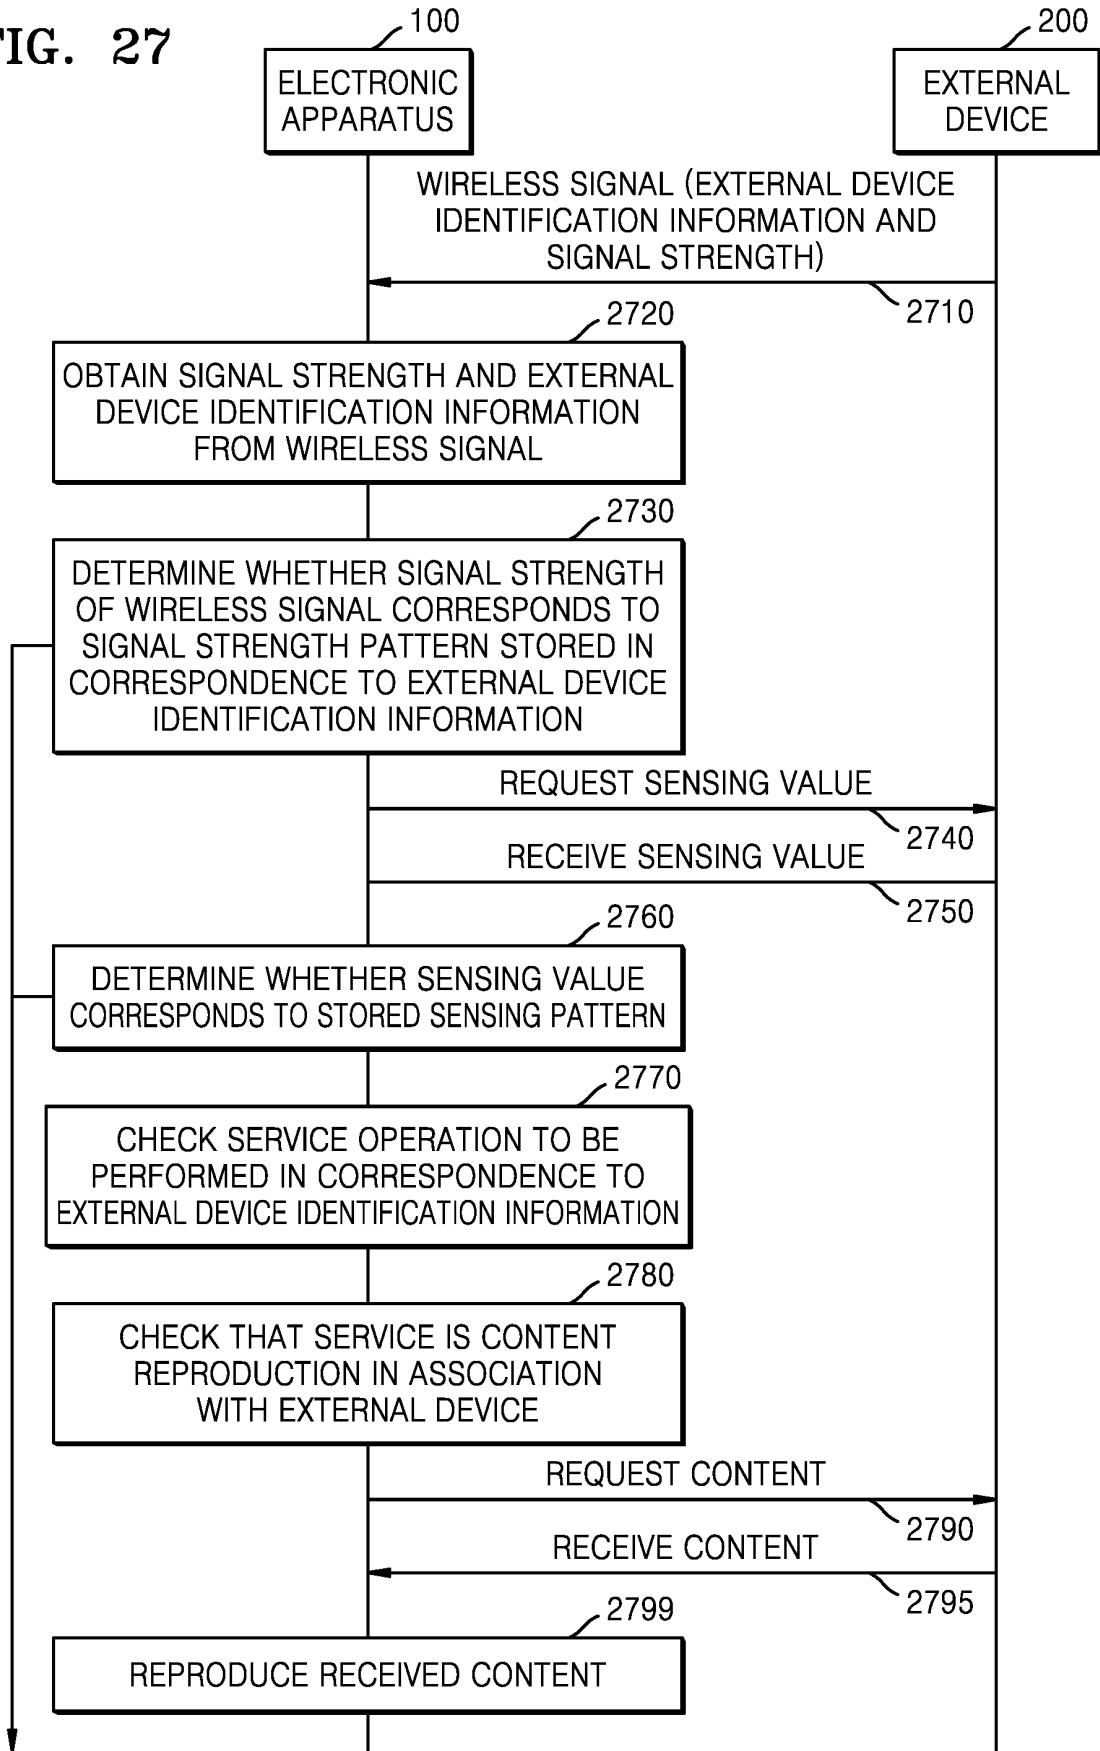 FIG. 27
100
200
ELECTRONIC
APPARATUS
EXTERNAL
DEVICE
WIRELESS SIGNAL (EXTERNAL DEVICE
IDENTIFICATION INFORMATION AND
SIGNAL STRENGTH)
2710
2720
OBTAIN SIGNAL STRENGTH AND EXTERNAL
DEVICE IDENTIFICATION INFORMATION
FROM WIRELESS SIGNAL
2730
DETERMINE WHETHER SIGNAL STRENGTH
OF WIRELESS SIGNAL CORRESPONDS TO
SIGNAL STRENGTH PATTERN STORED IN
CORRESPONDENCE TO EXTERNAL DEVICE
IDENTIFICATION INFORMATION
REQUEST SENSING VALUE
2740
RECEIVE SENSING VALUE
2750
2760
DETERMINE WHETHER SENSING VALUE
CORRESPONDS TO STORED SENSING PATTERN
2770
CHECK SERVICE OPERATION TO BE
PERFORMED IN CORRESPONDENCE TO
EXTERNAL DEVICE IDENTIFICATION INFORMATION
2780
CHECK THAT SERVICE IS CONTENT
REPRODUCTION IN ASSOCIATION
WITH EXTERNAL DEVICE
REQUEST CONTENT
2790
RECEIVE CONTENT
2795
2799
REPRODUCE RECEIVED CONTENT